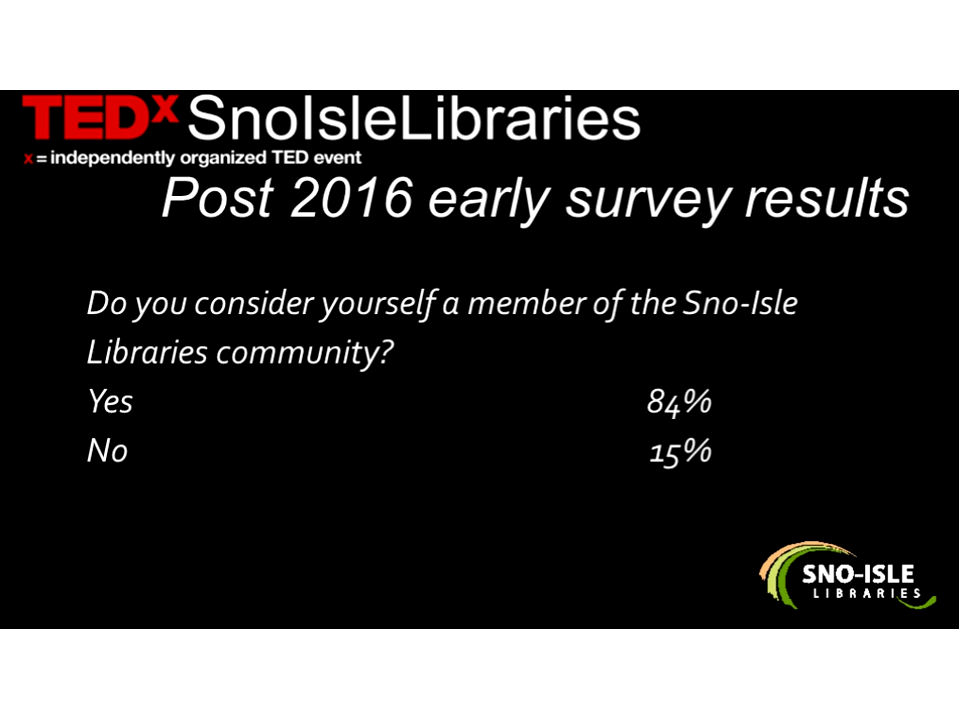 TEDx SnoIsleLibraries
x = independently organized TED event
Post 2016 early survey results
Do you consider yourself a member of the Sno-Isle
Libraries community?
Yes 84%
No 15%
SNO-ISLE
LIBRARIES